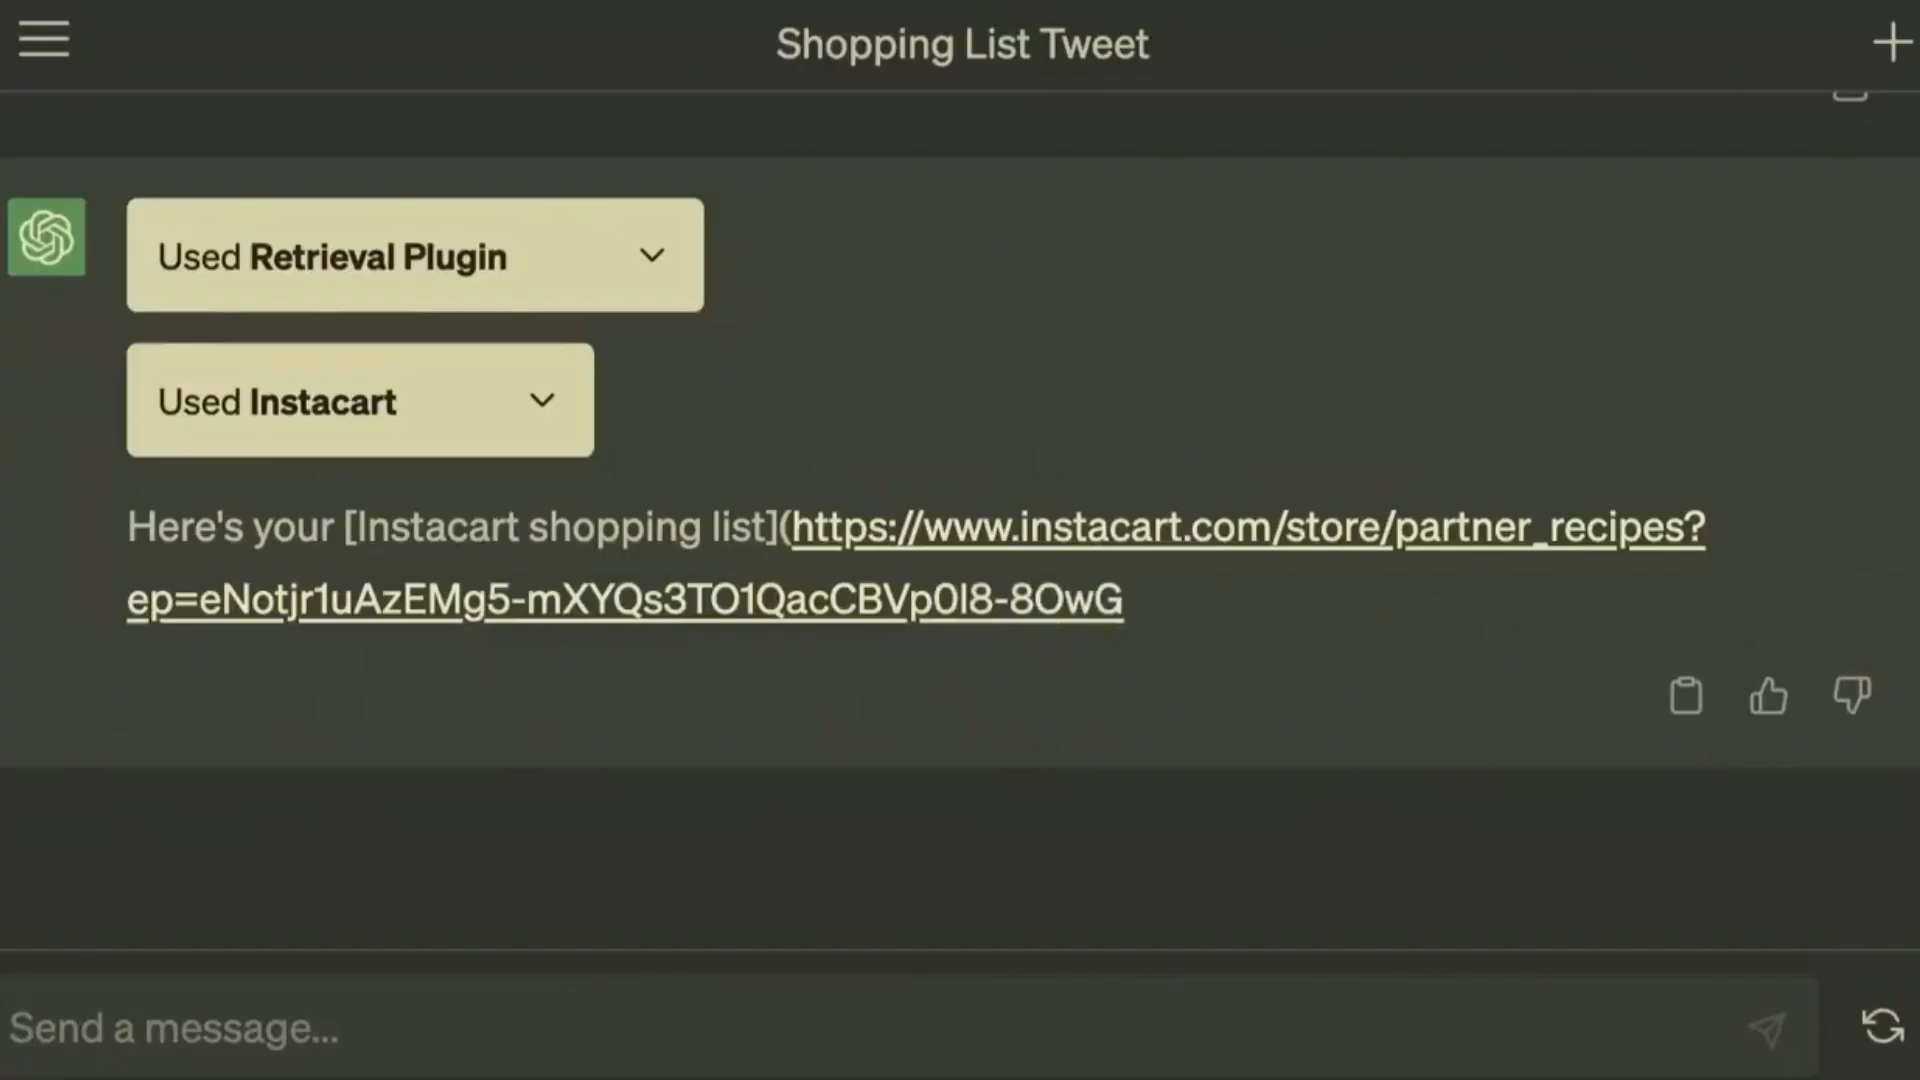 Shopping List Tweet
Used Retrieval Plugin
Used Instacart
Here's your [Instacart shopping list](https://www.instacart.com/store/partner_recipes?
ep=eNotjr1uAzEMg5-mXYQs3TO1QacCBVp0I8-8OwG
Send a message...